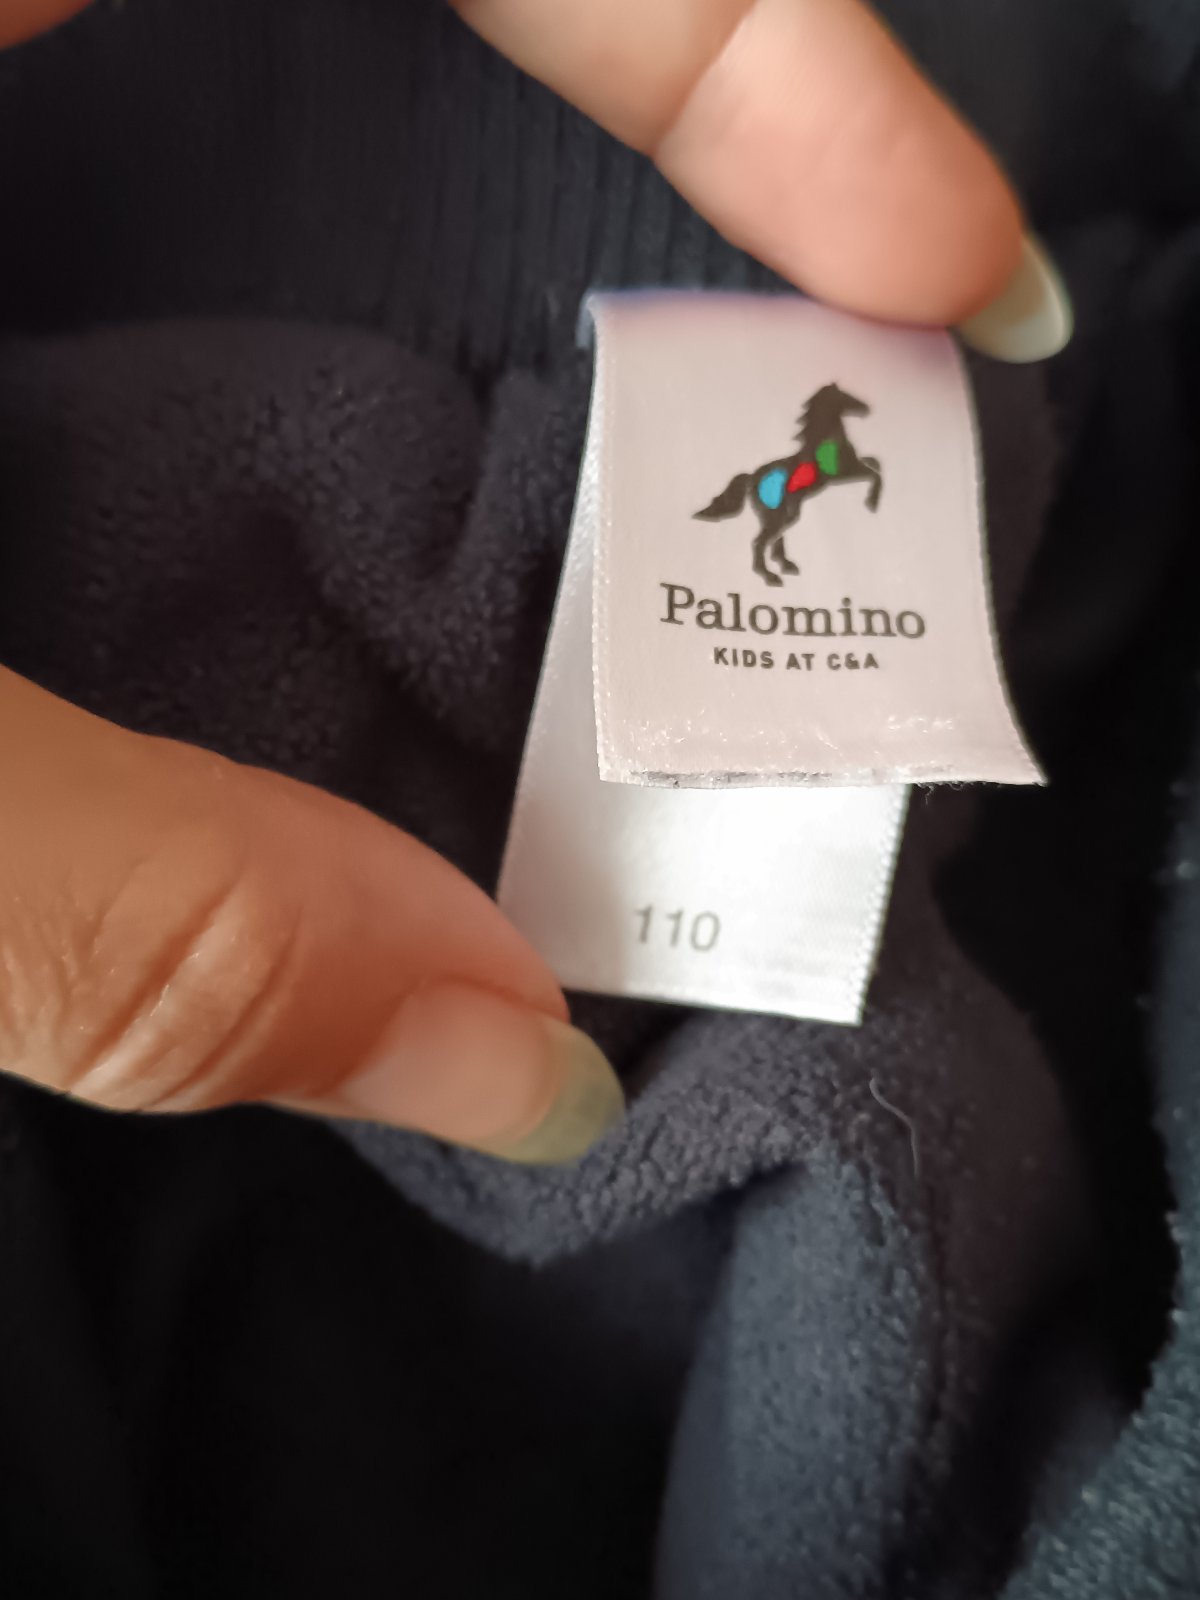 Palomino
KIDS AT C&A
110